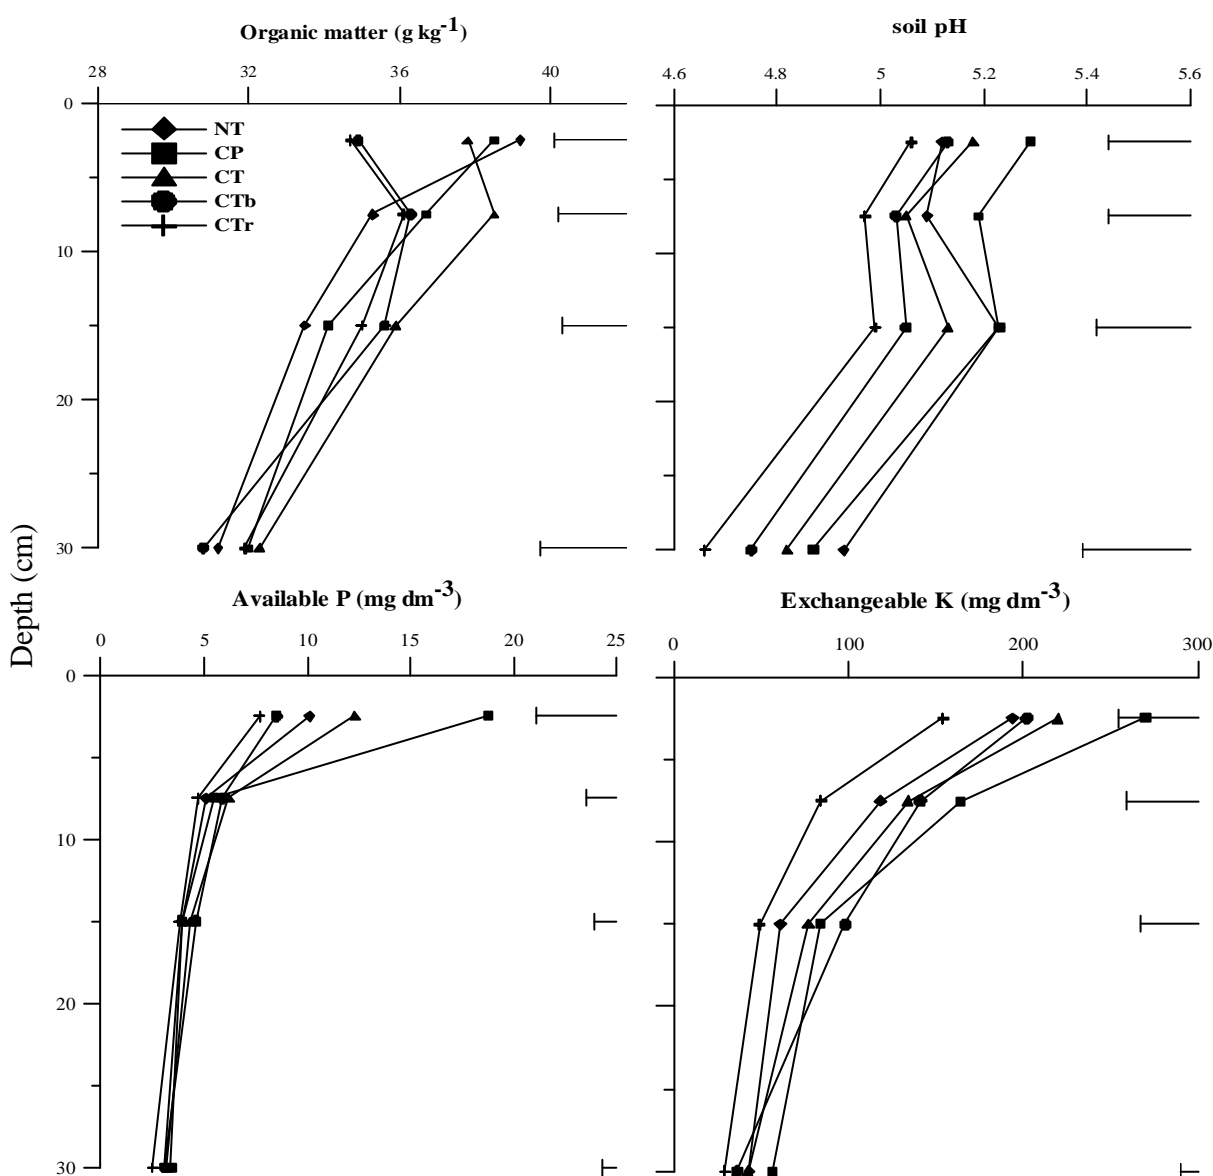 Organic matter (g kg-1)
28 32 36 40
0
10
20
30
NT
CP
CT
CTb
CTr
soil pH
4.6 4.8 5 5.2 5.4 5.6
Depth (cm)
Available P (mg dm-3)
0 5 10 15 20 25
0
10
20
30
Exchangeable K (mg dm-3)
0 100 200 300